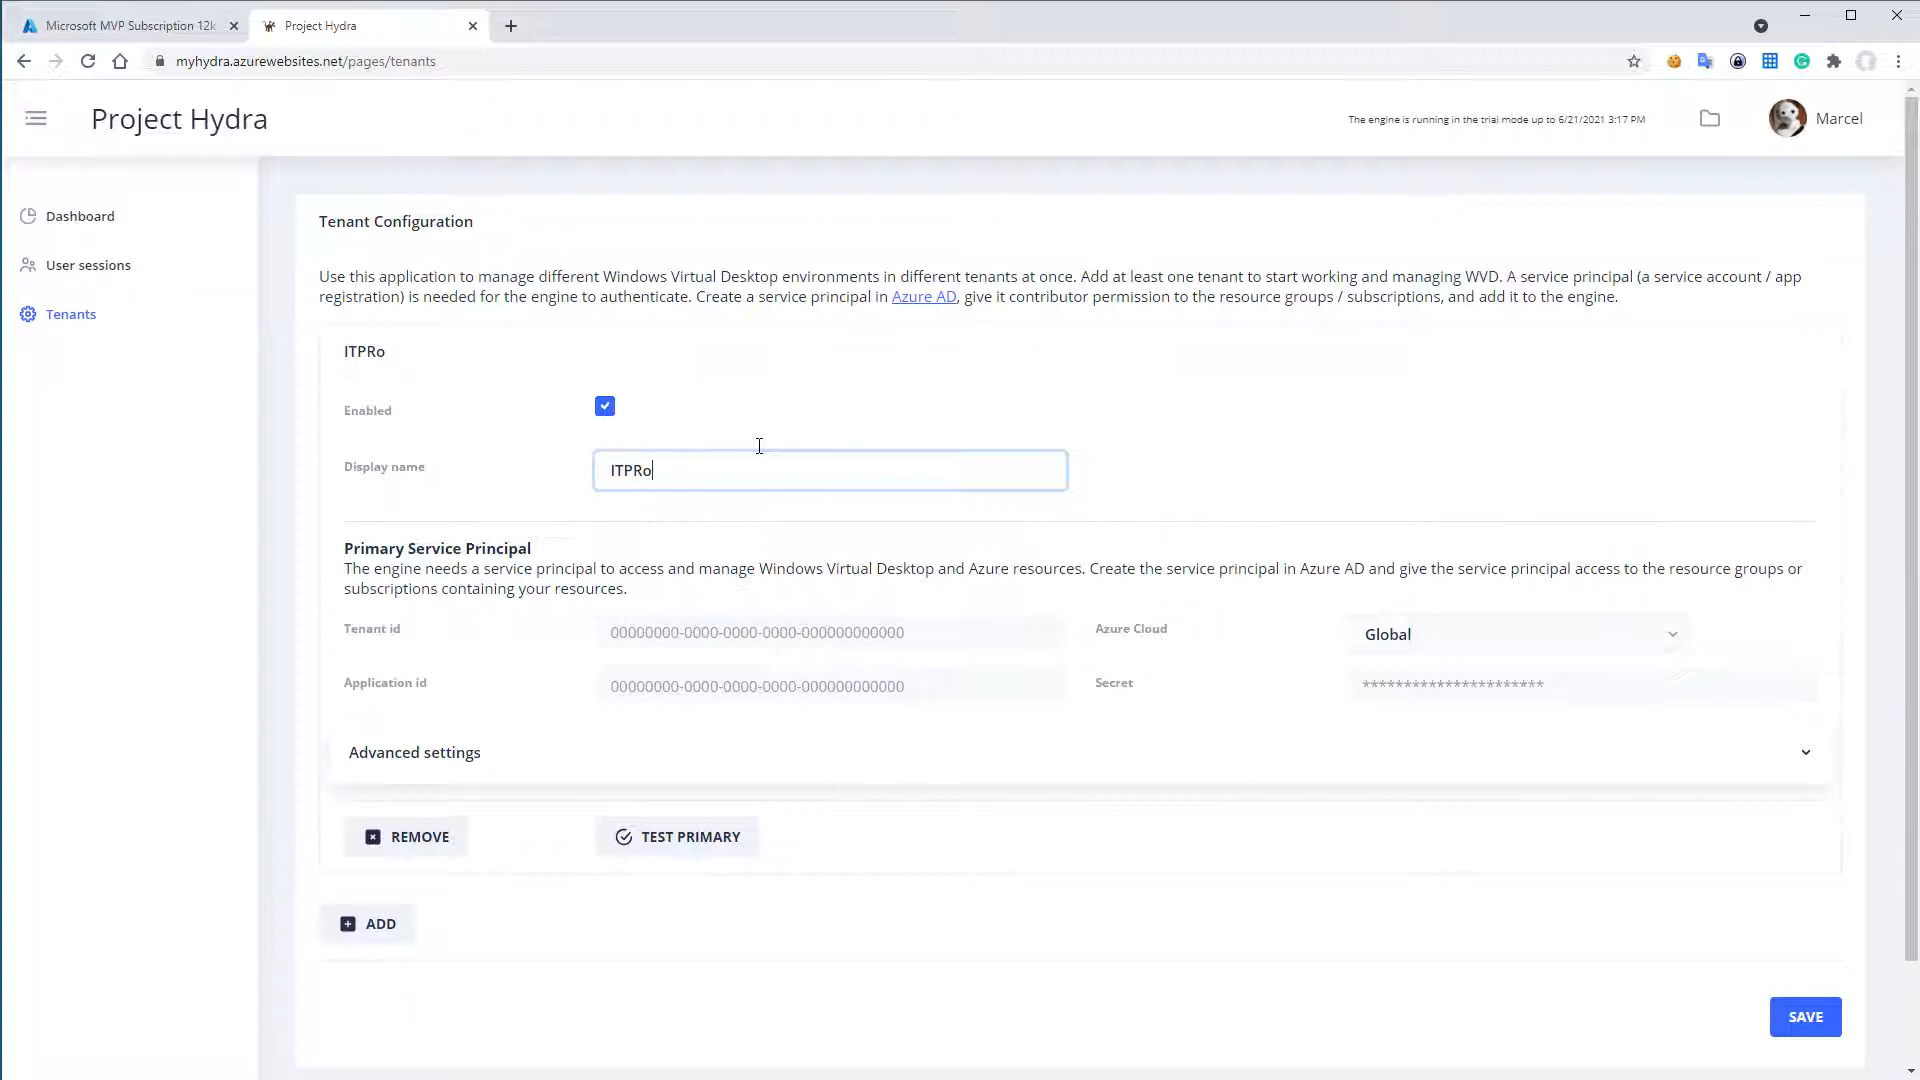 Microsoft MVP Subscription 12k
Project Hydra
myhydra.azurewebsites.net/pages/tenants
Project Hydra
The engine is running in the trial mode up to 6/21/2021 3:17 PM
Marcel
Dashboard
User sessions
Tenants
Tenant Configuration
Use this application to manage different Windows Virtual Desktop environments in different tenants at once. Add at least one tenant to start working and managing WVD. A service principal (a service account / app
registration) is needed for the engine to authenticate. Create a service principal in Azure AD, give it contributor permission to the resource groups / subscriptions, and add it to the engine.
ITPRo
Enabled
Display name
ITPRo
Primary Service Principal
The engine needs a service principal to access and manage Windows Virtual Desktop and Azure resources. Create the service principal in Azure AD and give the service principal access to the resource groups or
subscriptions containing your resources.
Tenant id
00000000-0000-0000-0000-000000000000
Azure Cloud
Global
Application id
00000000-0000-0000-0000-000000000000
Secret
**********************
Advanced settings
REMOVE
TEST PRIMARY
ADD
SAVE